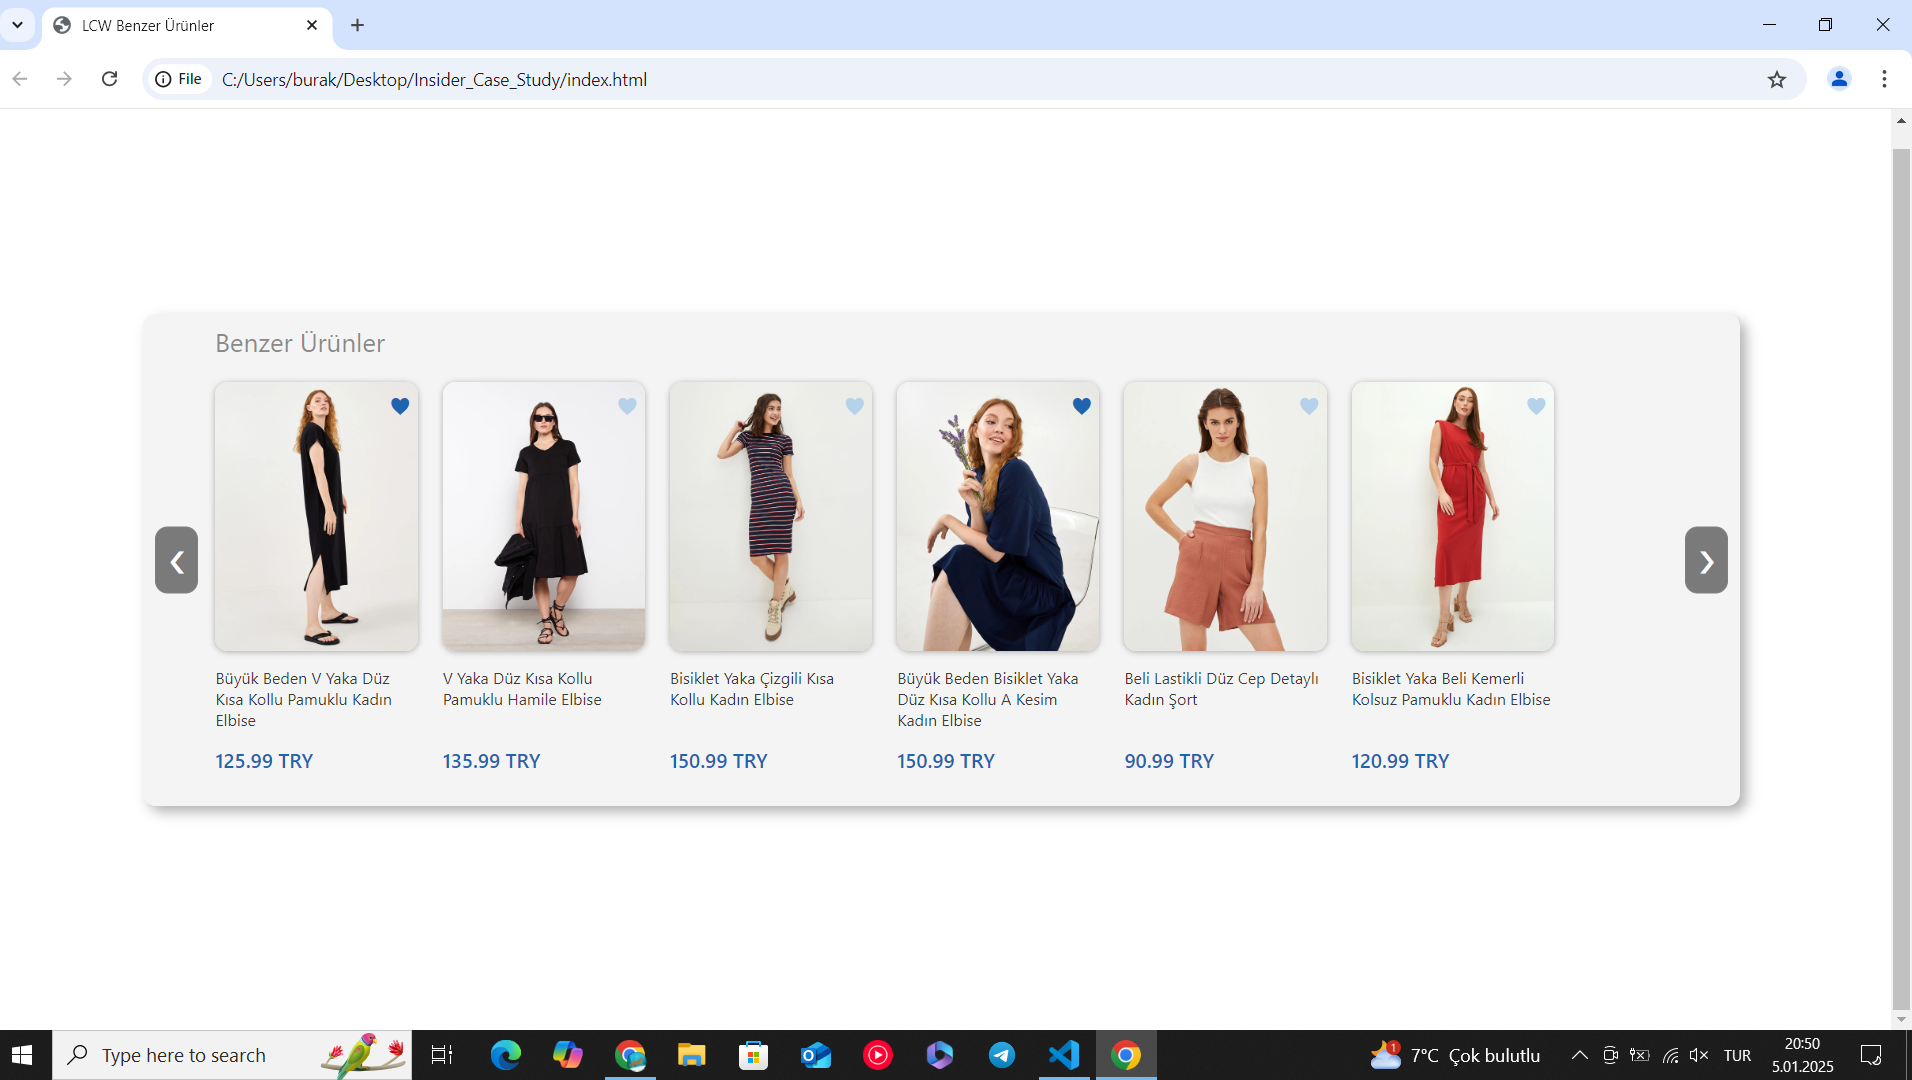 LCW Benzer Ürünler
File
C:/Users/burak/Desktop/Insider_Case_Study/index.html
Benzer Ürünler
Büyük Beden V Yaka Düz
Kısa Kollu Pamuklu Kadın
Elbise
125.99 TRY
V Yaka Düz Kısa Kollu
Pamuklu Hamile Elbise
135.99 TRY
Bisiklet Yaka Çizgili Kısa
Kollu Kadın Elbise
150.99 TRY
Büyük Beden Bisiklet Yaka
Düz Kısa Kollu A Kesim
Kadın Elbise
150.99 TRY
Beli Lastikli Düz Cep Detaylı
Kadın Şort
90.99 TRY
Bisiklet Yaka Beli Kemerli
Kolsuz Pamuklu Kadın Elbise
120.99 TRY
Type here to search
1
7°C Çok bulutlu
TUR
20:50
5.01.2025